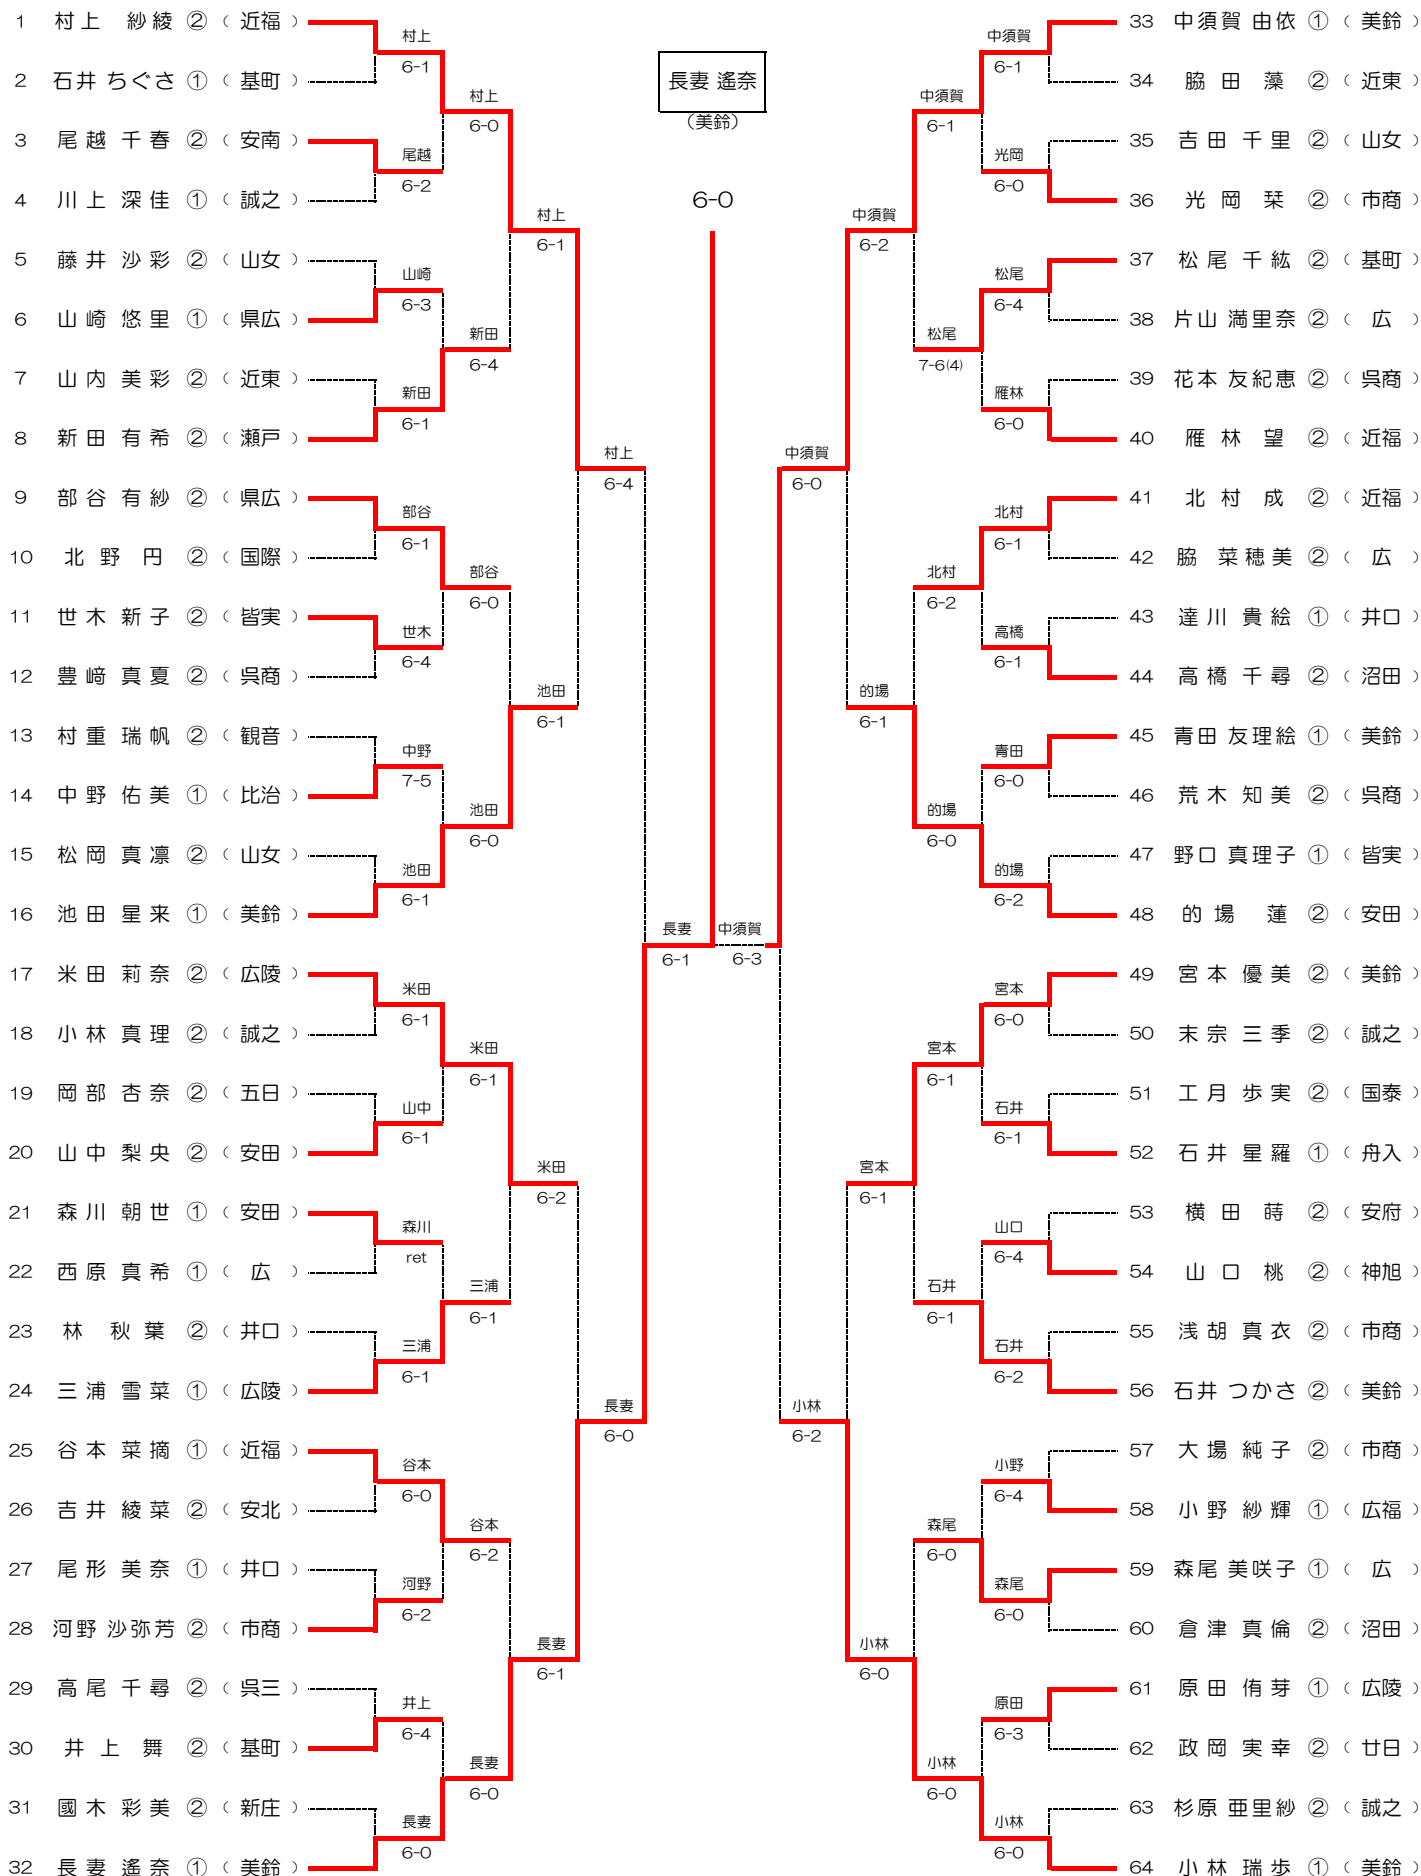 1 村上 紗綾 ② （ 近福 ）
2 石井 ちぐさ ① （ 基町 ）
3 尾越 千春 ② （ 安南 ）
4 川上 深佳 ① （ 誠之 ）
5 藤井 沙彩 ② （ 山女 ）
6 山崎 悠里 ① （ 県広 ）
7 山内 美彩 ② （ 近東 ）
8 新田 有希 ② （ 瀬戸 ）
9 部谷 有紗 ② （ 県広 ）
10 北野 円 ② （ 国際 ）
11 世木 新子 ② （ 皆実 ）
12 豊﨑 真夏 ② （ 呉商 ）
13 村重 瑞帆 ② （ 観音 ）
14 中野 佑美 ① （ 比治 ）
15 松岡 真凛 ② （ 山女 ）
16 池田 星来 ① （ 美鈴 ）
17 米田 莉奈 ② （ 広陵 ）
18 小林 真理 ② （ 誠之 ）
19 岡部 杏奈 ② （ 五日 ）
20 山中 梨央 ② （ 安田 ）
21 森川 朝世 ① （ 安田 ）
22 西原 真希 ① （ 広 ）
23 林 秋葉 ② （ 井口 ）
24 三浦 雪菜 ① （ 広陵 ）
25 谷本 菜摘 ① （ 近福 ）
26 吉井 綾菜 ② （ 安北 ）
27 尾形 美奈 ① （ 井口 ）
28 河野 沙弥芳 ② （ 市商 ）
29 高尾 千尋 ② （ 呉三 ）
30 井上 舞 ② （ 基町 ）
31 國木 彩美 ② （ 新庄 ）
32 長妻 遙奈 ① （ 美鈴 ）
村上
6-1
尾越
6-2
山崎
6-3
新田
6-1
部谷
6-1
世木
6-4
中野
7-5
池田
6-1
米田
6-1
山中
6-1
森川
ret
三浦
6-1
谷本
6-0
河野
6-2
井上
6-4
長妻
6-0
村上
6-0
新田
6-4
部谷
6-0
池田
6-0
米田
6-1
三浦
6-1
谷本
6-2
長妻
6-0
村上
6-1
池田
6-1
米田
6-2
長妻
6-1
村上
6-4
長妻
6-0
長妻
6-1
長妻 遙奈
（美鈴）
6-0
中須賀
6-3
中須賀
6-0
小林
6-2
中須賀
6-2
的場
6-1
宮本
6-1
小林
6-0
中須賀
6-1
松尾
7-6(4)
北村
6-2
的場
6-0
宮本
6-1
石井
6-1
森尾
6-0
小林
6-0
中須賀
6-1
光岡
6-0
松尾
6-4
雁林
6-0
北村
6-1
高橋
6-1
青田
6-0
的場
6-2
宮本
6-0
石井
6-1
山口
6-4
石井
6-2
小野
6-4
森尾
6-0
原田
6-3
小林
6-0
33 中須賀 由依 ① （ 美鈴 ）
34 脇田 藻 ② （ 近東 ）
35 吉田 千里 ② （ 山女 ）
36 光岡 栞 ② （ 市商 ）
37 松尾 千紘 ② （ 基町 ）
38 片山 満里奈 ② （ 広 ）
39 花本 友紀恵 ② （ 呉商 ）
40 雁林 望 ② （ 近福 ）
41 北村 成 ② （ 近福 ）
42 脇 菜穂美 ② （ 広 ）
43 達川 貴絵 ① （ 井口 ）
44 高橋 千尋 ② （ 沼田 ）
45 青田 友理絵 ① （ 美鈴 ）
46 荒木 知美 ② （ 呉商 ）
47 野口 真理子 ① （ 皆実 ）
48 的場 蓮 ② （ 安田 ）
49 宮本 優美 ② （ 美鈴 ）
50 末宗 三季 ② （ 誠之 ）
51 工月 歩実 ② （ 国泰 ）
52 石井 星羅 ① （ 舟入 ）
53 横田 蒔 ② （ 安府 ）
54 山口 桃 ② （ 神旭 ）
55 浅胡 真衣 ② （ 市商 ）
56 石井 つかさ ② （ 美鈴 ）
57 大場 純子 ② （ 市商 ）
58 小野 紗輝 ① （ 広福 ）
59 森尾 美咲子 ① （ 広 ）
60 倉津 真倫 ② （ 沼田 ）
61 原田 侑芽 ① （ 広陵 ）
62 政岡 実幸 ② （ 廿日 ）
63 杉原 亜里紗 ② （ 誠之 ）
64 小林 瑞歩 ① （ 美鈴 ）